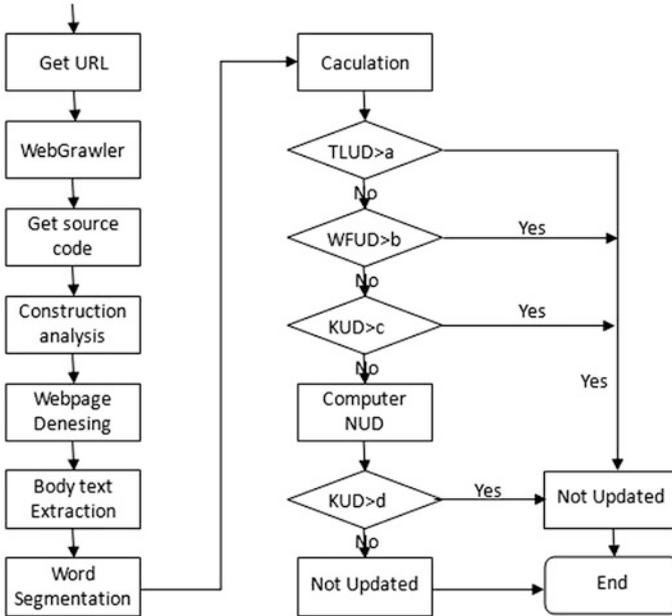 Get URL
WebGrawler
Get source
code
Construction
analysis
Webpage
Denesing
Body text
Extraction
Word
Segmentation
Caculation
TLUD>a
No
WFUD>b
Yes
No
KUD>c
Yes
No
Yes
Computer
NUD
KUD>d
Yes
No
Not Updated
Not Updated
End